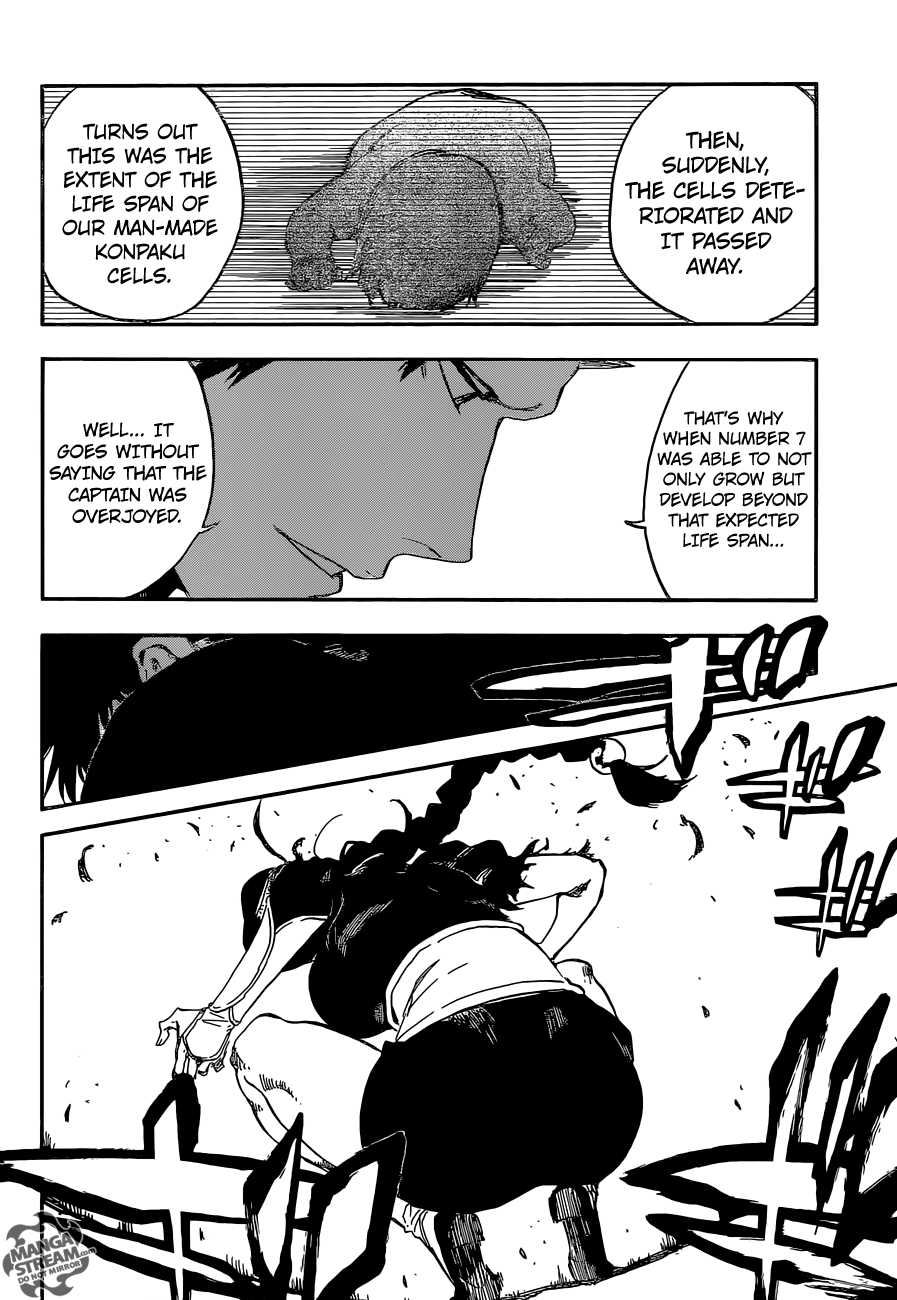 THEN,
SUDDENLY,
THE CELLS DETE-
RIORATED AND
IT PASSED
AWAY.
TURNS OUT
THIS WAS THE
EXTENT OF THE
LIFE SPAN OF
OUR MAN-MADE
KONPAKU
CELLS.
THAT'S WHY
WHEN NUMBER 7
WAS ABLE TO NOT
ONLY GROW BUT
DEVELOP BEYOND
THAT EXPECTED
LIFE SPAN...
WELL... IT
GOES WITHOUT
SAYING THAT THE
CAPTAIN WAS
OVERJOYED.
MANGA
STREAM.com
DO NOT MIRROR